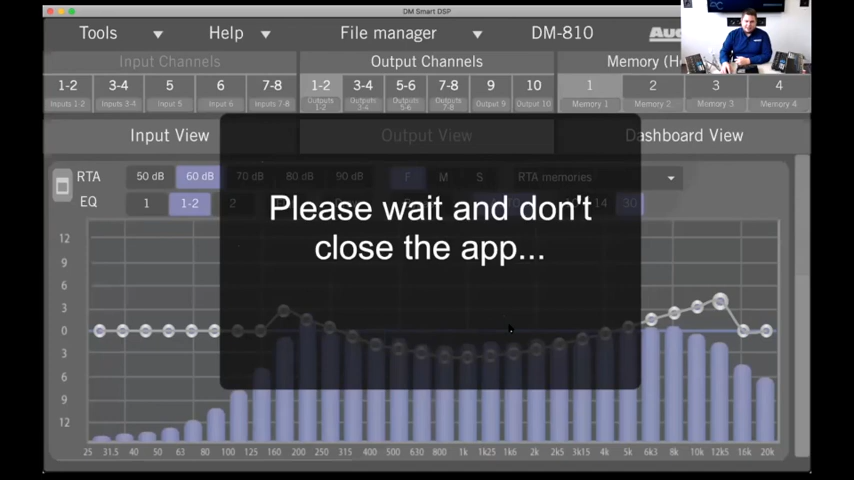 DM Smart DSP
Tools Help File manager DM-810
Input Channels Output Channels
1-2 3-4 5 6 7-8 1-2 3-4 5-6 7-8 9 10 1 2 3 4
Inputs 1-2 Inputs 3-4 Input 5 Input 6 Inputs 7-8 Outputs 1-2 Outputs 3-4 Outputs 5-6 Outputs 7-8 Output 9 Output 10 Memory 1 Memory 2 Memory 3 Memory 4
Input View Output View Dashboard View
RTA 50 dB 60 dB 70 dB 80 dB 90 dB F M S RTA memories
EQ 1 1-2 2 30
Please wait and don't
close the app...
12
9
6
3
0
3
6
9
12
25 31.5 40 50 63 80 100 125 160 200 250 315 400 500 630 800 1k 1k25 1k6 2k 2k5 3k15 4k 5k 6k3 8k 10k 12k5 16k 20k